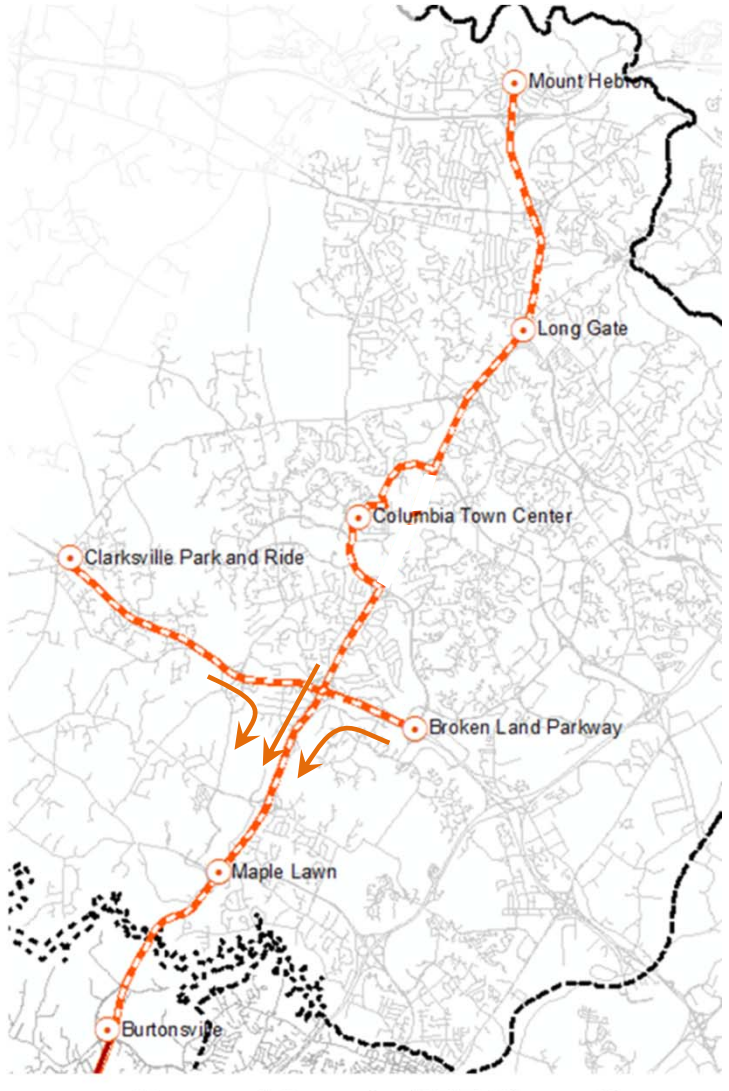 Mount Hebron
Long Gate
Columbia Town Center
Clarksville Park and Ride
Broken Land Parkway
Maple Lawn
Burtonsville